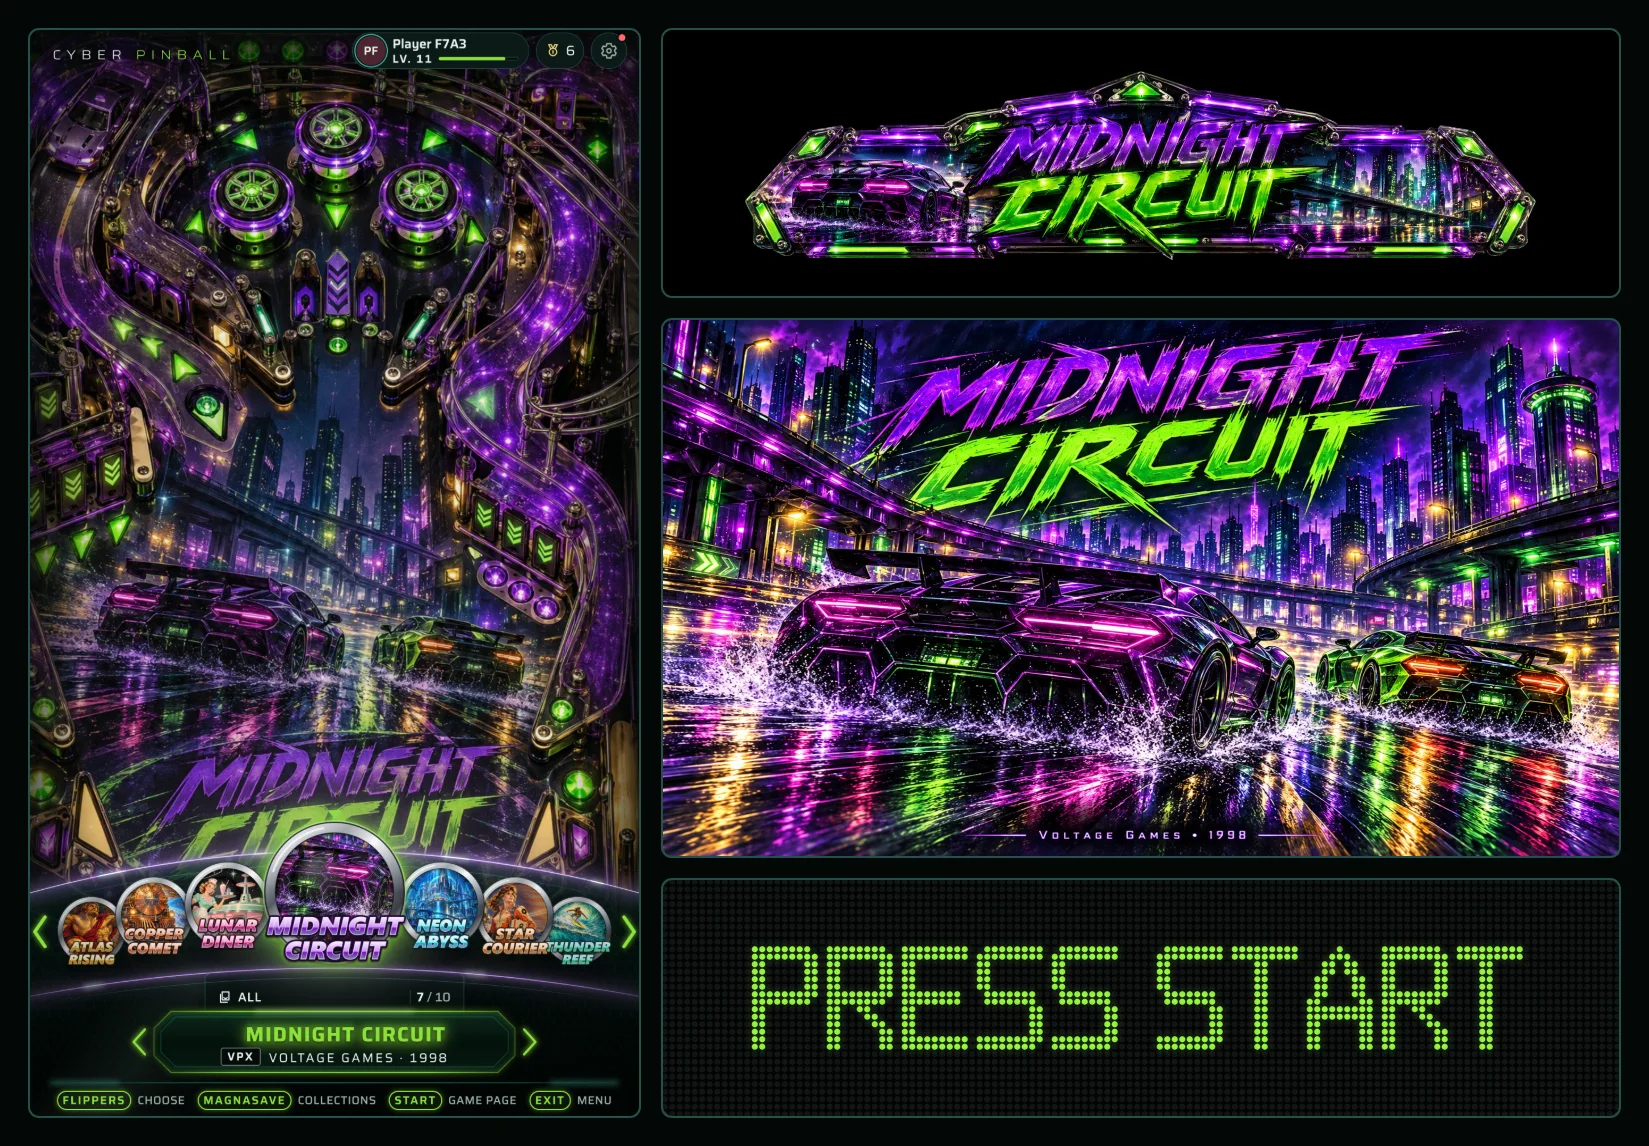 CYBER PINBALL
PF
Player F7A3
LV. 11
6
MIDNIGHT
CIRCUIT
ATLAS
RISING
COPPER
COMET
LUNAR
DINER
MIDNIGHT
CIRCUIT
NEON
ABYSS
STAR
COURIER
THUNDER
REEF
ALL
7 / 10
MIDNIGHT CIRCUIT
VPX VOLTAGE GAMES · 1998
FLIPPERS CHOOSE MAGNASAVE COLLECTIONS START GAME PAGE EXIT MENU
MIDNIGHT
CIRCUIT
MIDNIGHT
CIRCUIT
VOLTAGE GAMES • 1998
PRESS START